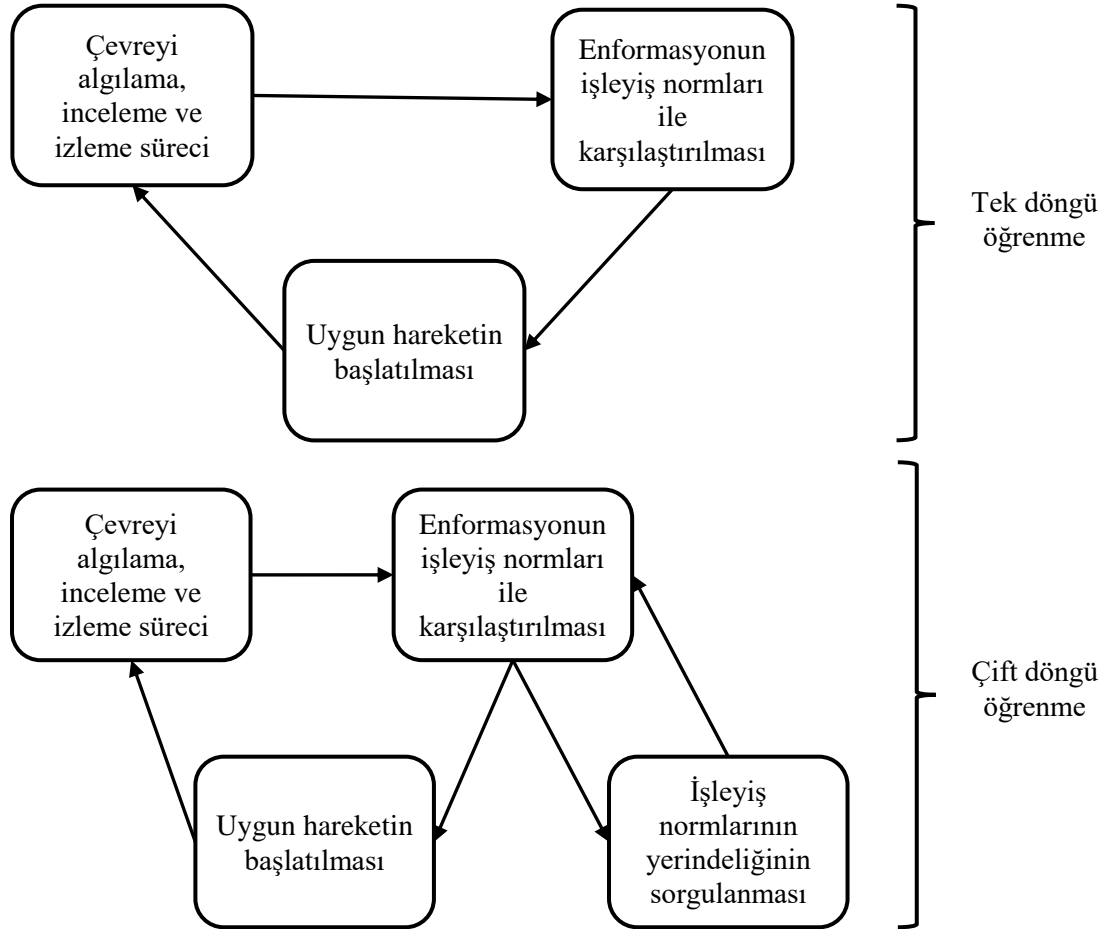 Çevreyi
algılama,
inceleme ve
izleme süreci
Enformasyonun
işleyiş normları
ile
karşılaştırılması
Uygun hareketin
başlatılması
Tek döngü
öğrenme
Çevreyi
algılama,
inceleme ve
izleme süreci
Enformasyonun
işleyiş normları
ile
karşılaştırılması
Uygun hareketin
başlatılması
İşleyiş
normlarının
yerindeliğinin
sorgulanması
Çift döngü
öğrenme